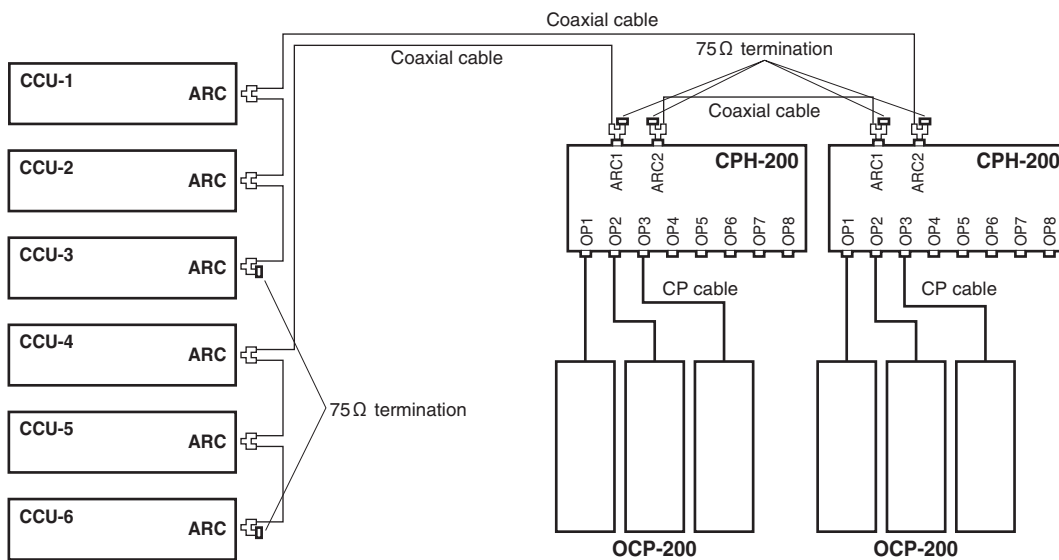 Coaxial cable
Coaxial cable
75Ω termination
CCU-1
ARC
Coaxial cable
CCU-2
ARC
ARC1
ARC2
CPH-200
ARC1
ARC2
CPH-200
CCU-3
ARC
OP1
OP2
OP3
OP4
OP5
OP6
OP7
OP8
OP1
OP2
OP3
OP4
OP5
OP6
OP7
OP8
CP cable
CP cable
CCU-4
ARC
75Ω termination
CCU-5
ARC
CCU-6
ARC
OCP-200
OCP-200